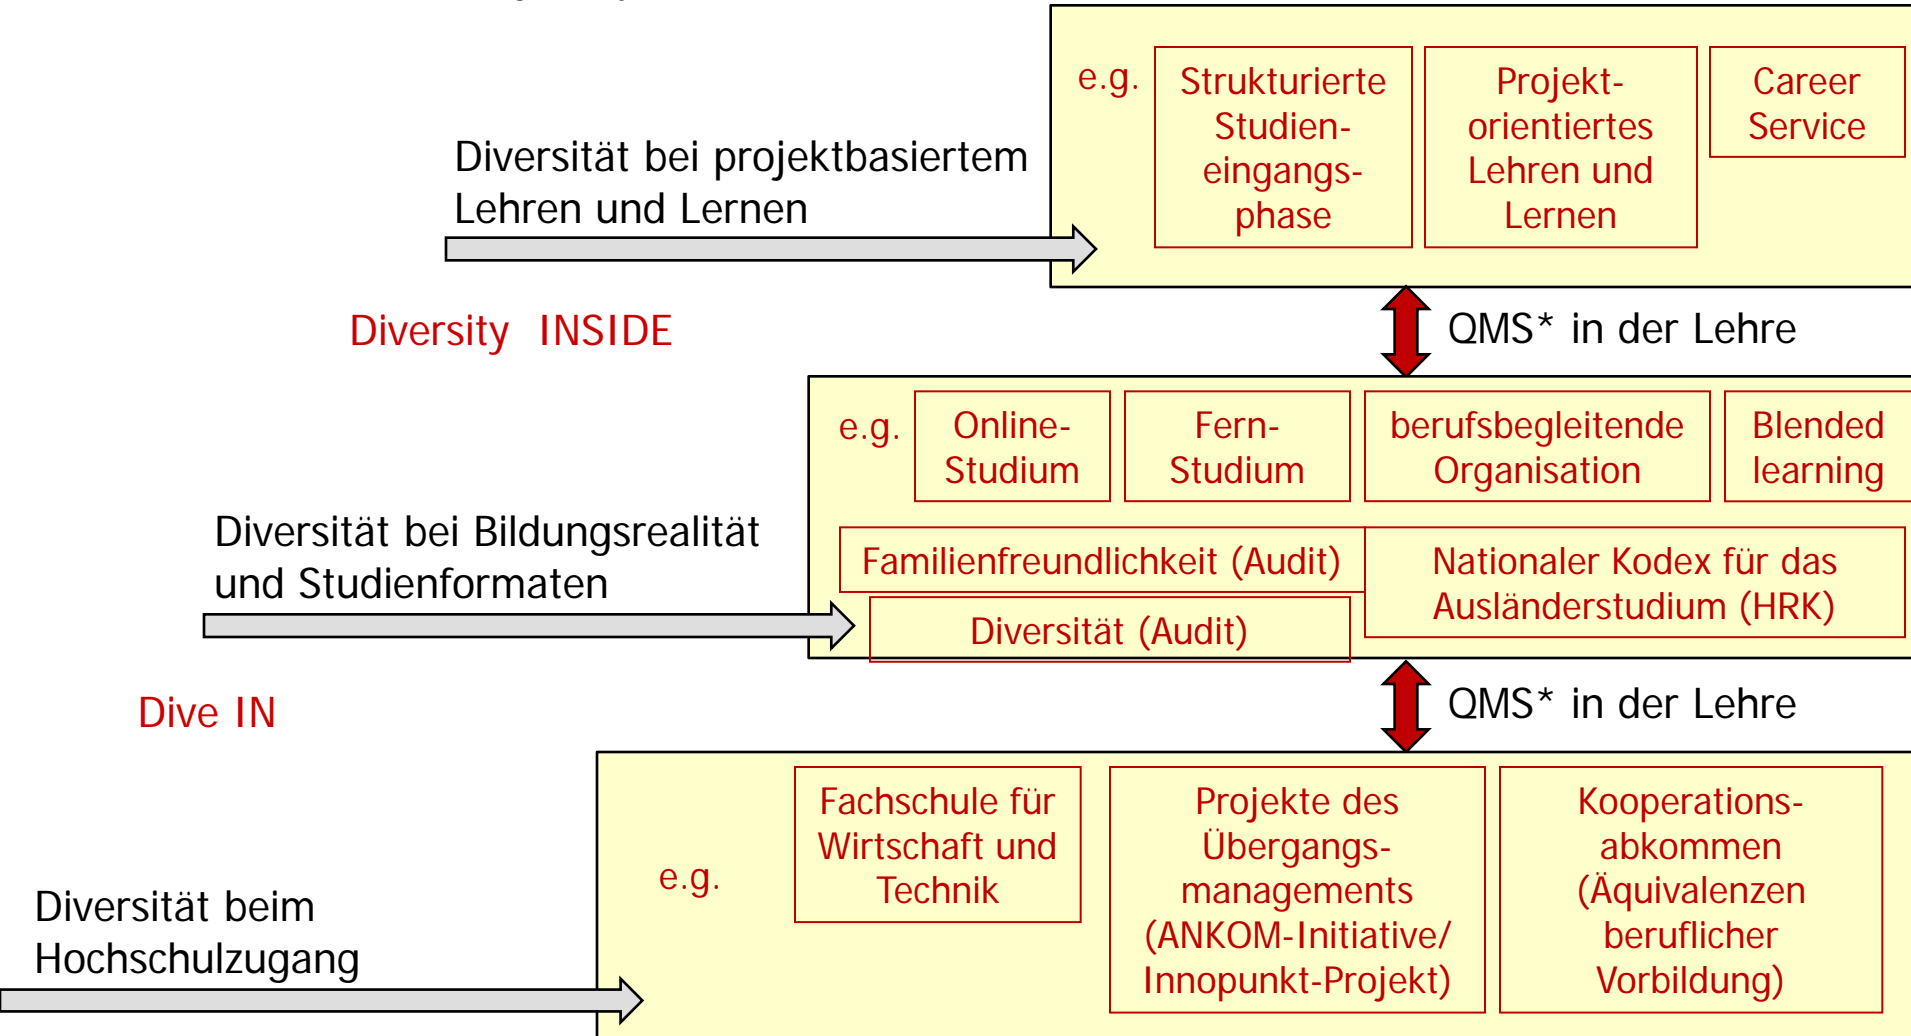 e.g.
Strukturierte
Studien-
eingangs-
phase
Projekt-
orientiertes
Lehren und
Lernen
Career
Service
Diversität bei projektbasiertem
Lehren und Lernen
Diversity INSIDE
QMS* in der Lehre
e.g.
Online-
Studium
Fern-
Studium
berufsbegleitende
Organisation
Blended
learning
Diversität bei Bildungsrealität
und Studienformaten
Familienfreundlichkeit (Audit)
Nationaler Kodex für das
Ausländerstudium (HRK)
Diversität (Audit)
Dive IN
QMS* in der Lehre
e.g.
Fachschule für
Wirtschaft und
Technik
Projekte des
Übergangs-
managements
(ANKOM-Initiative/
Innopunkt-Projekt)
Kooperations-
abkommen
(Äquivalenzen
beruflicher
Vorbildung)
Diversität beim
Hochschulzugang